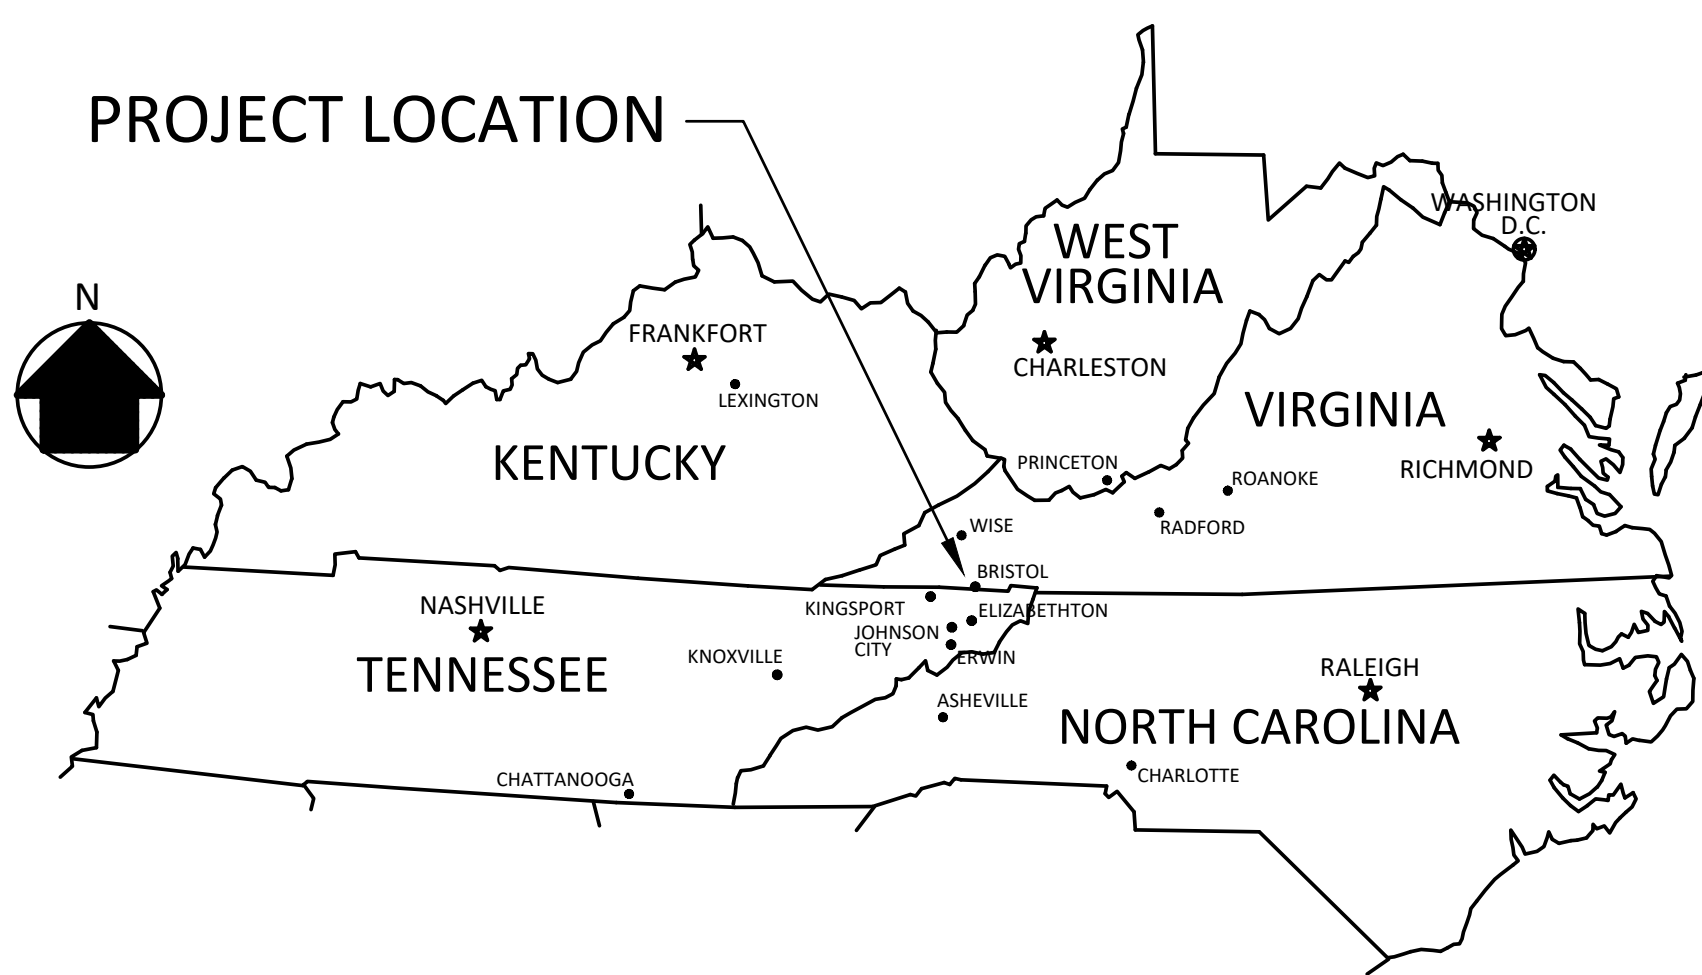 PROJECT LOCATION
WASHINGTON
D.C.
WEST
VIRGINIA
N
FRANKFORT
CHARLESTON
LEXINGTON
VIRGINIA
KENTUCKY
PRINCETON
RICHMOND
ROANOKE
WISE
RADFORD
BRISTOL
NASHVILLE
KINGSPORT
ELIZABETHTON
JOHNSON
CITY
KNOXVILLE
ERWIN
TENNESSEE
RALEIGH
ASHEVILLE
NORTH CAROLINA
CHATTANOOGA
CHARLOTTE